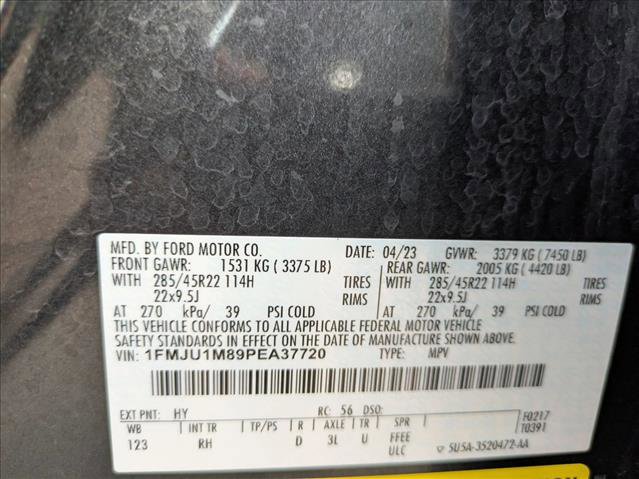 MFD. BY FORD MOTOR CO. DATE: 04/23 GVWR: 3379 KG (7450 LB)
FRONT GAWR: 1531 KG (3375 LB) REAR GAWR: 2005 KG (4420 LB)
WITH 285/45R22 114H TIRES WITH 285/45R22 114H TIRES
22x9.5J RIMS 22x9.5J RIMS
AT 270 kPa/ 39 PSI COLD AT 270 kPa/ 39 PSI COLD
THIS VEHICLE CONFORMS TO ALL APPLICABLE FEDERAL MOTOR VEHICLE
SAFETY STANDARDS IN EFFECT ON THE DATE OF MANUFACTURE SHOWN ABOVE.
VIN: 1FMJU1M89PEA37720 TYPE: MPV
EXT PNT: HY RC: 56 DSO: F0217
WB INT TR TP/PS R AXLE TR SPR T0391
123 RH D 3L U FFEE
ULC ▽ 5U5A-3520472-AA